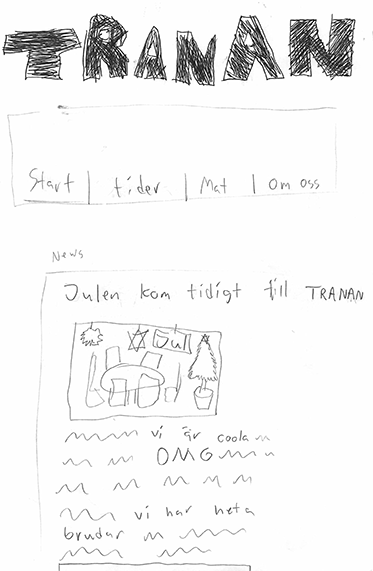 TRANAN
Start | tider | Mat | Om oss
News
Julen kom tidigt till TRANAN
Jul
vi är coola
OMG
vi har heta
brudar